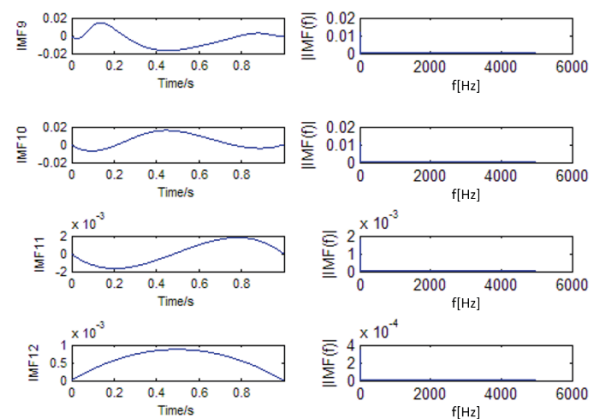 IMF9
0.02
0
-0.02
0 0.2 0.4 0.6 0.8
Time/s
|IMF(f)|
0.02
0.01
0
0 2000 4000 6000
f[Hz]
IMF10
0.02
0
-0.02
0 0.2 0.4 0.6 0.8
Time/s
|IMF(f)|
0.02
0.01
0
0 2000 4000 6000
f[Hz]
IMF11
x 10⁻³
2
0
-2
0 0.2 0.4 0.6 0.8
Time/s
|IMF(f)|
x 10⁻³
2
1
0
0 2000 4000 6000
f[Hz]
IMF12
x 10⁻³
1
0.5
0
0 0.2 0.4 0.6 0.8
Time/s
|IMF(f)|
x 10⁻⁴
4
2
0
0 2000 4000 6000
f[Hz]